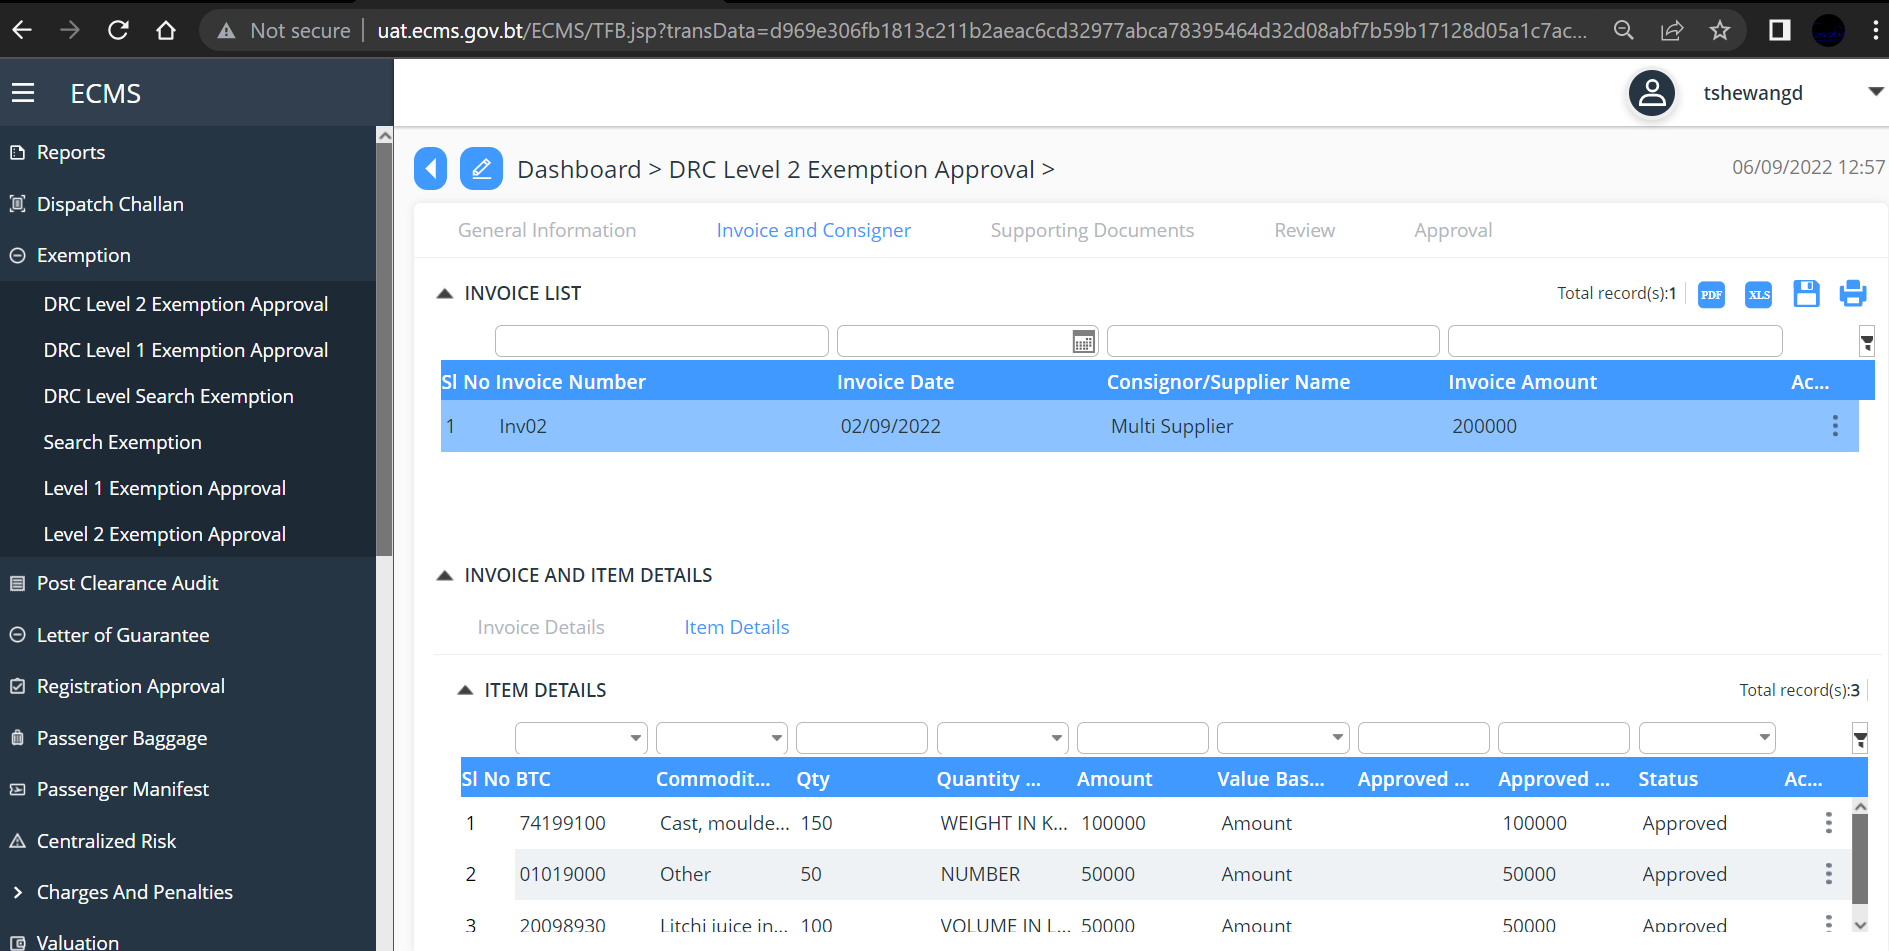 Not secure | uat.ecms.gov.bt/ECMS/TFB.jsp?transData=d969e306fb1813c211b2aeac6cd32977abca78395464d32d08abf7b59b17128d05a1c7ac...
ECMS
tshewangd
Reports
Dispatch Challan
Exemption
DRC Level 2 Exemption Approval
DRC Level 1 Exemption Approval
DRC Level Search Exemption
Search Exemption
Level 1 Exemption Approval
Level 2 Exemption Approval
Post Clearance Audit
Letter of Guarantee
Registration Approval
Passenger Baggage
Passenger Manifest
Centralized Risk
Charges And Penalties
Valuation
Dashboard > DRC Level 2 Exemption Approval >
06/09/2022 12:57
General Information Invoice and Consigner Supporting Documents Review Approval
INVOICE LIST
Total record(s):1 PDF XLS
Sl No Invoice Number Invoice Date Consignor/Supplier Name Invoice Amount Ac...
1 Inv02 02/09/2022 Multi Supplier 200000
INVOICE AND ITEM DETAILS
Invoice Details Item Details
ITEM DETAILS
Total record(s):3
Sl No BTC Commodit... Qty Quantity ... Amount Value Bas... Approved ... Approved ... Status Ac...
1 74199100 Cast, moulde... 150 WEIGHT IN K... 100000 Amount 100000 Approved
2 01019000 Other 50 NUMBER 50000 Amount 50000 Approved
3 20098930 Litchi juice in... 100 VOLUME IN L... 50000 Amount 50000 Approved